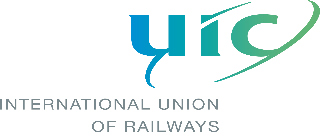 uic
INTERNATIONAL UNION
OF RAILWAYS